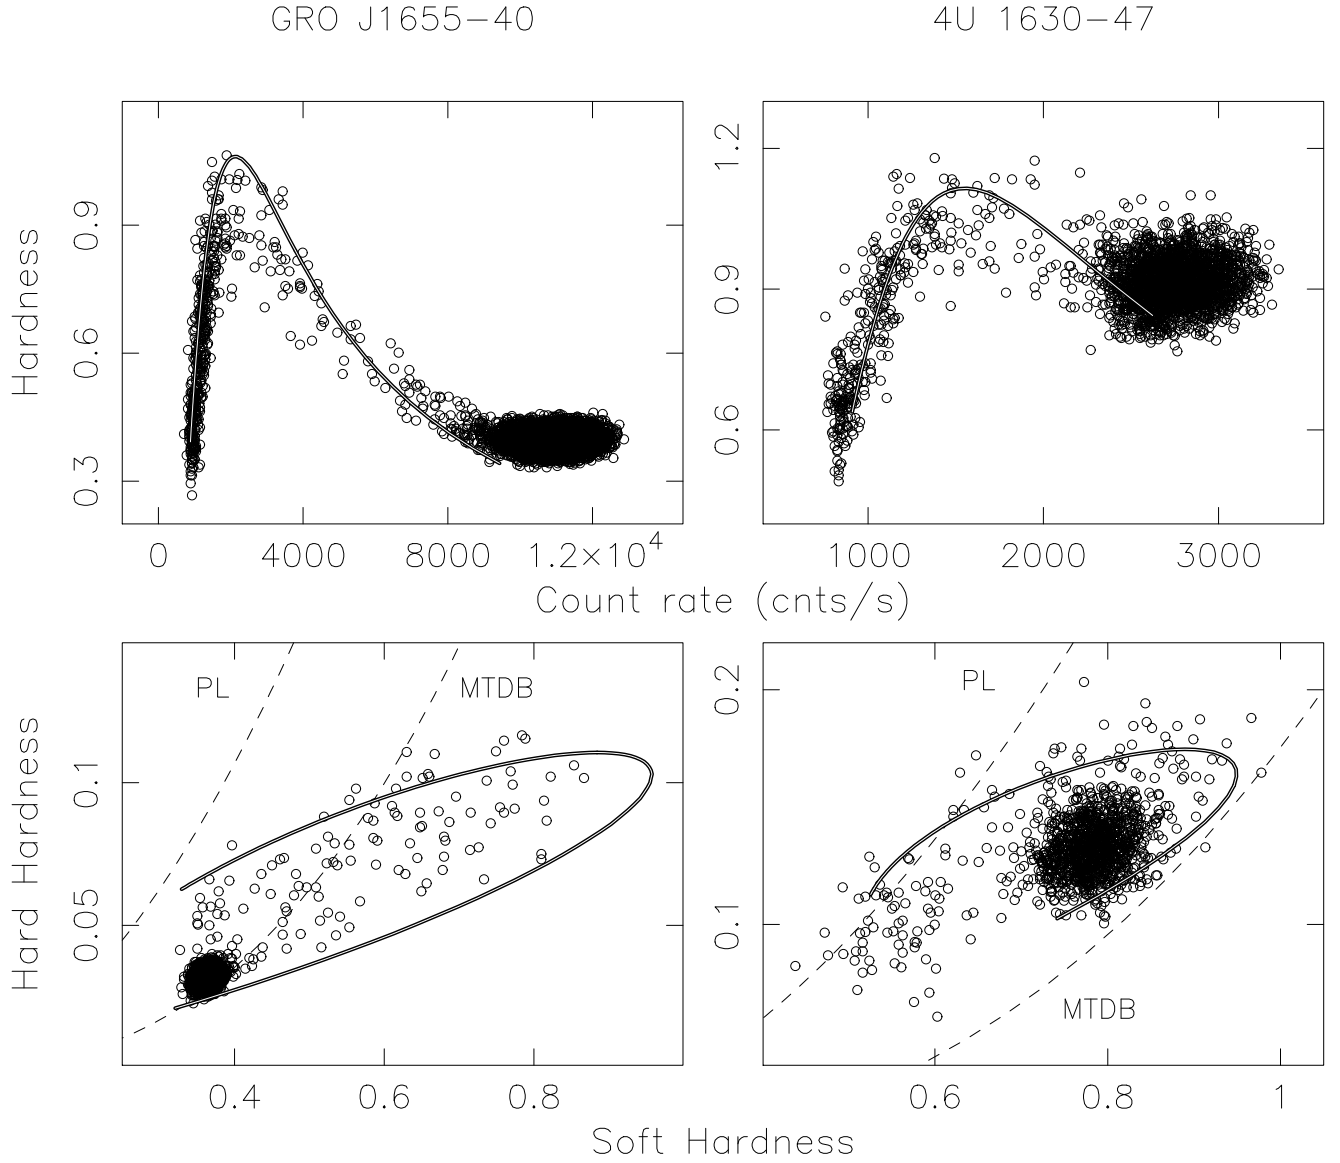 GRO J1655−40
4U 1630−47
Hardness
0.3
0.6
0.9
0.6
0.9
1.2
0
4000
8000
1.2×10⁴
1000
2000
3000
Count rate (cnts/s)
Hard Hardness
0.05
0.1
PL
MTDB
0.1
0.2
PL
MTDB
0.4
0.6
0.8
0.6
0.8
1
Soft Hardness